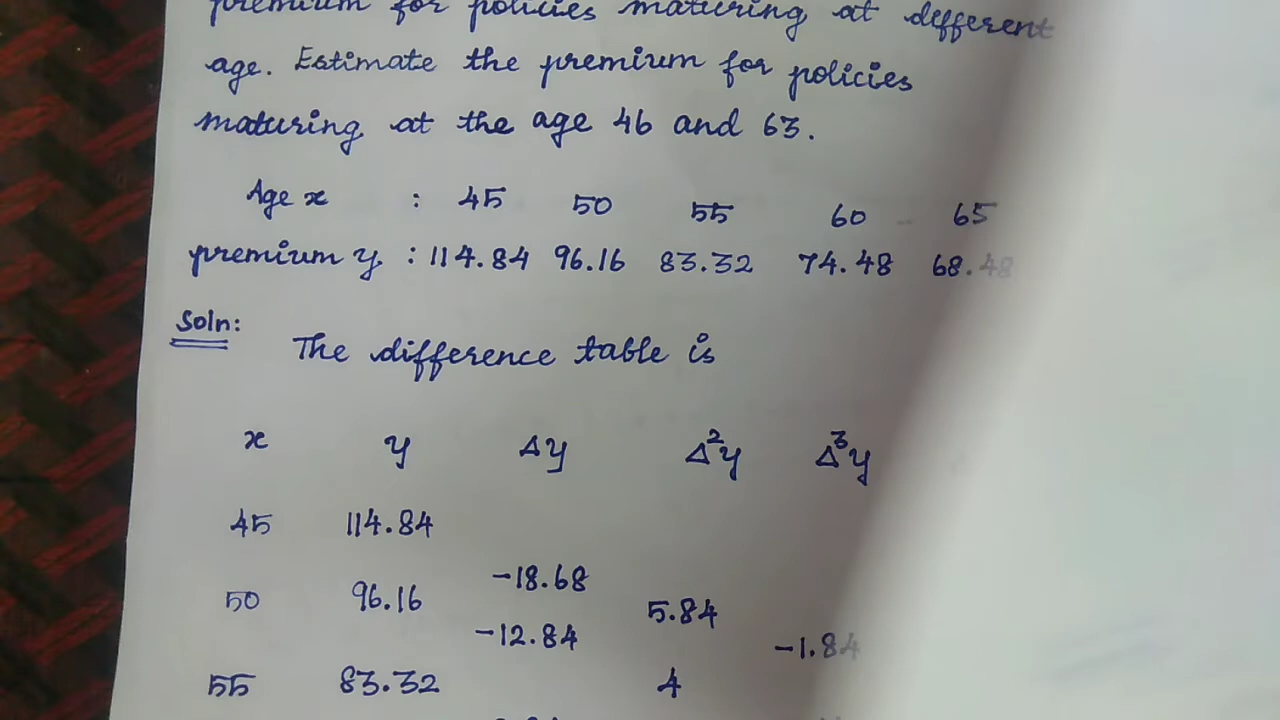 premium for policies maturing at different
age. Estimate the premium for policies
maturing at the age 46 and 63.
Age x : 45 50 55 60 65
premium y : 114.84 96.16 83.32 74.48 68.48
Soln:
The difference table is
x y Δy Δ²y Δ³y
45 114.84
-18.68
50 96.16 5.84
-12.84 -1.84
55 83.32 4